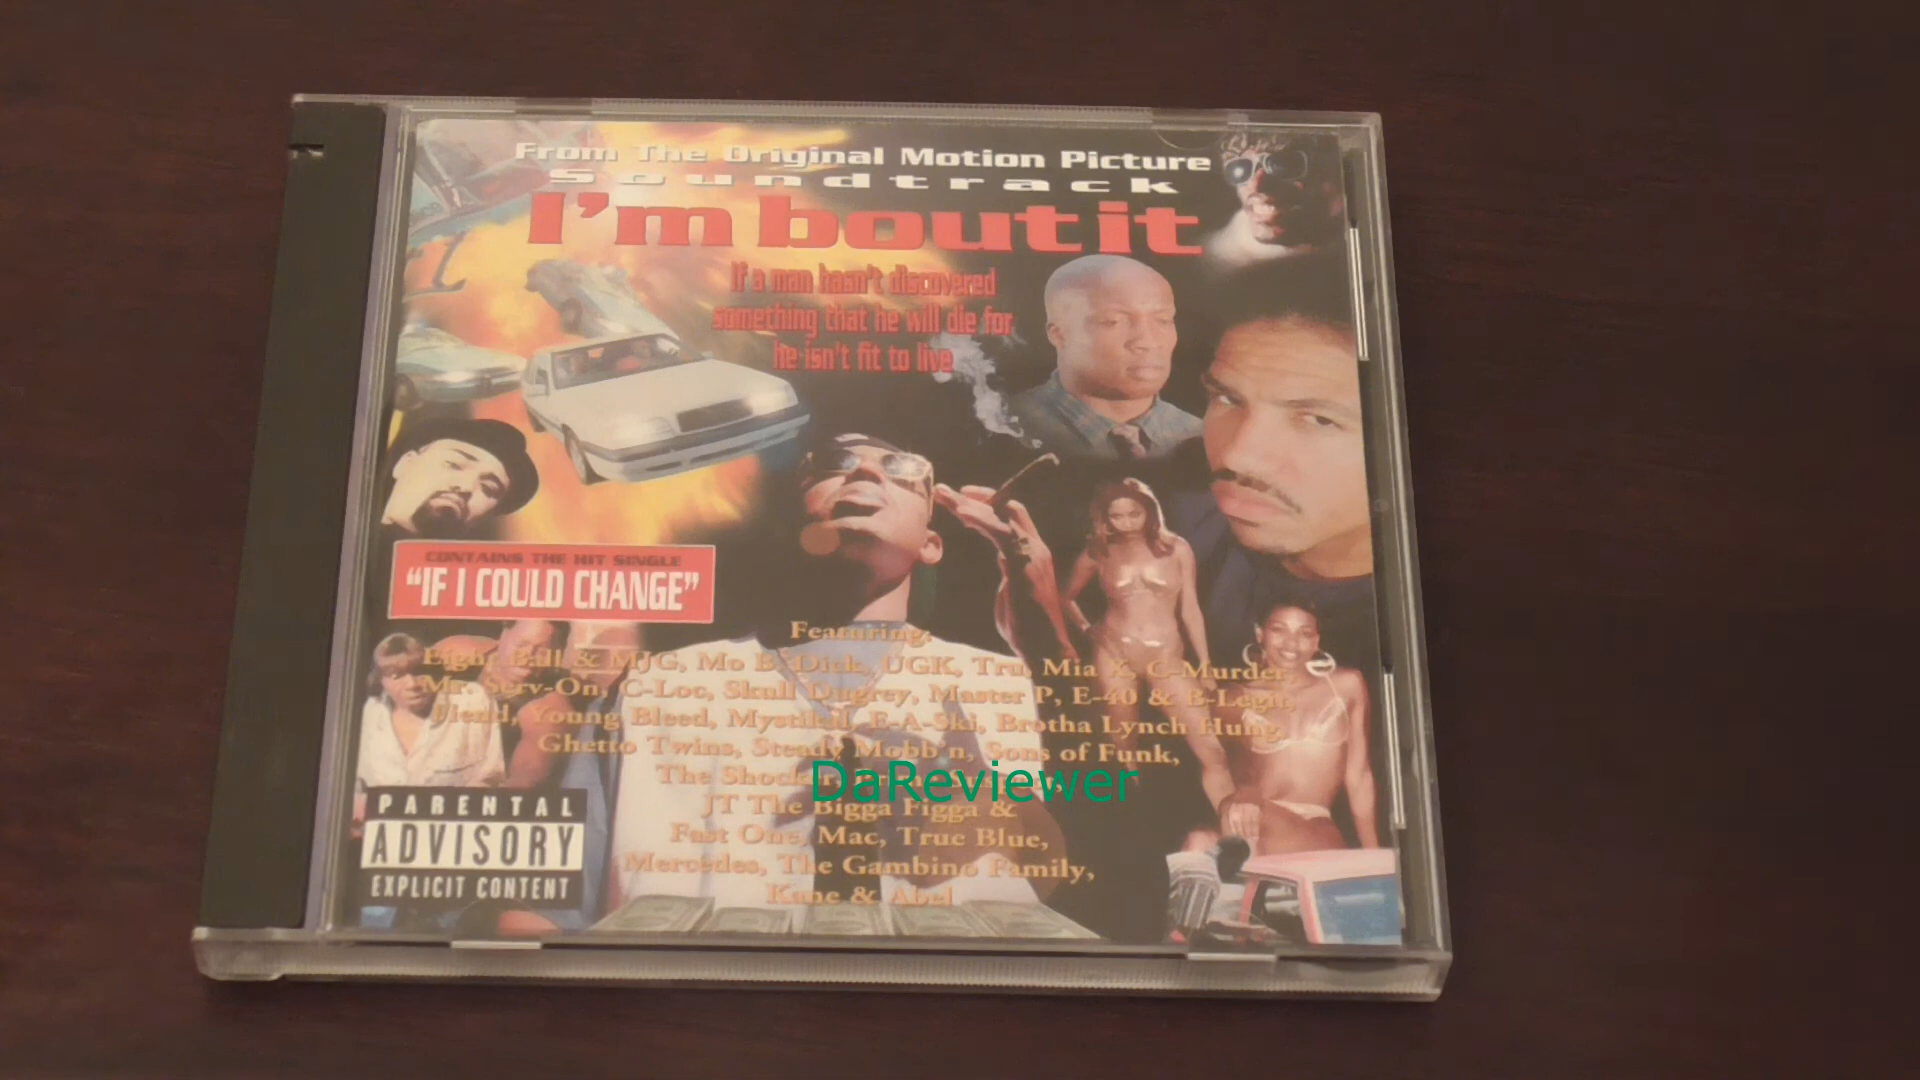 From The Original Motion Picture
Soundtrack
I'm bout it
If a man hasn't discovered
something that he will die for
he isn't fit to live
CONTAINS THE HIT SINGLE
"IF I COULD CHANGE"
Featuring:
Eight Ball & MJG, Mo B. Dick, UGK, Tru, Mia X, C-Murder,
Mr. Serv-On, C-Loc, Skull Dugrey, Master P, E-40 & B-Legit,
Fiend, Young Bleed, Mystikal, E-A-Ski, Brotha Lynch Hung,
Ghetto Twins, Steady Mobb'n, Sons of Funk,
The Shocker,
DaReviewer
JT The Bigga Figga &
Fast One, Mac, True Blue,
Mercedes, The Gambino Family,
Kane & Abel
PARENTAL
ADVISORY
EXPLICIT CONTENT